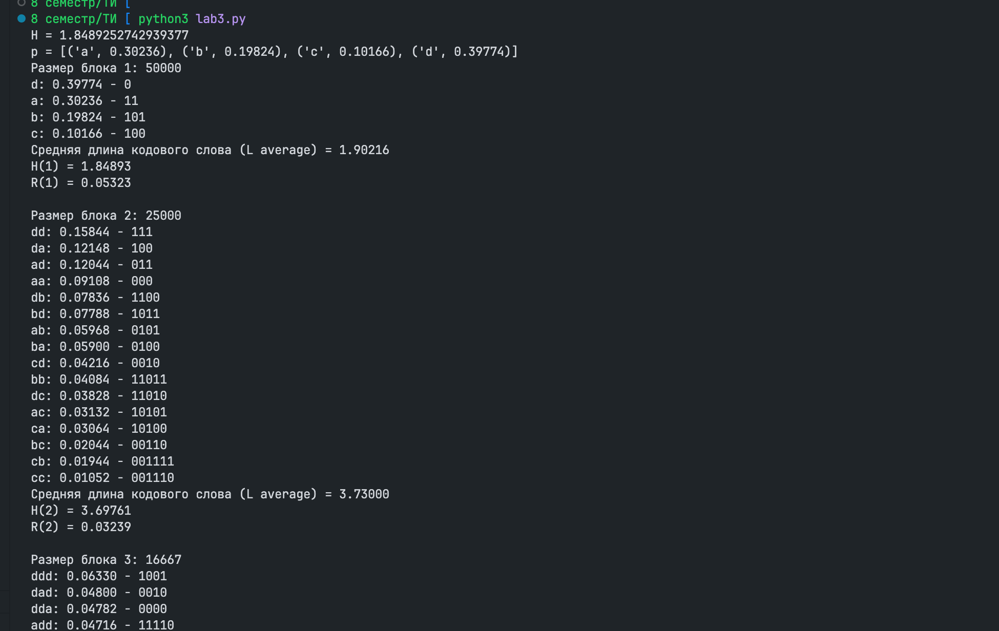 8 семестр/ТИ [
8 семестр/ТИ [ python3 lab3.py
H = 1.8489252742939377
p = [('a', 0.30236), ('b', 0.19824), ('c', 0.10166), ('d', 0.39774)]
Размер блока 1: 50000
d: 0.39774 - 0
a: 0.30236 - 11
b: 0.19824 - 101
c: 0.10166 - 100
Средняя длина кодового слова (L average) = 1.90216
H(1) = 1.84893
R(1) = 0.05323
Размер блока 2: 25000
dd: 0.15844 - 111
da: 0.12148 - 100
ad: 0.12044 - 011
aa: 0.09108 - 000
db: 0.07836 - 1100
bd: 0.07788 - 1011
ab: 0.05968 - 0101
ba: 0.05900 - 0100
cd: 0.04216 - 0010
bb: 0.04084 - 11011
dc: 0.03828 - 11010
ac: 0.03132 - 10101
ca: 0.03064 - 10100
bc: 0.02044 - 00110
cb: 0.01944 - 001111
cc: 0.01052 - 001110
Средняя длина кодового слова (L average) = 3.73000
H(2) = 3.69761
R(2) = 0.03239
Размер блока 3: 16667
ddd: 0.06330 - 1001
dad: 0.04800 - 0010
dda: 0.04782 - 0000
add: 0.04716 - 11110